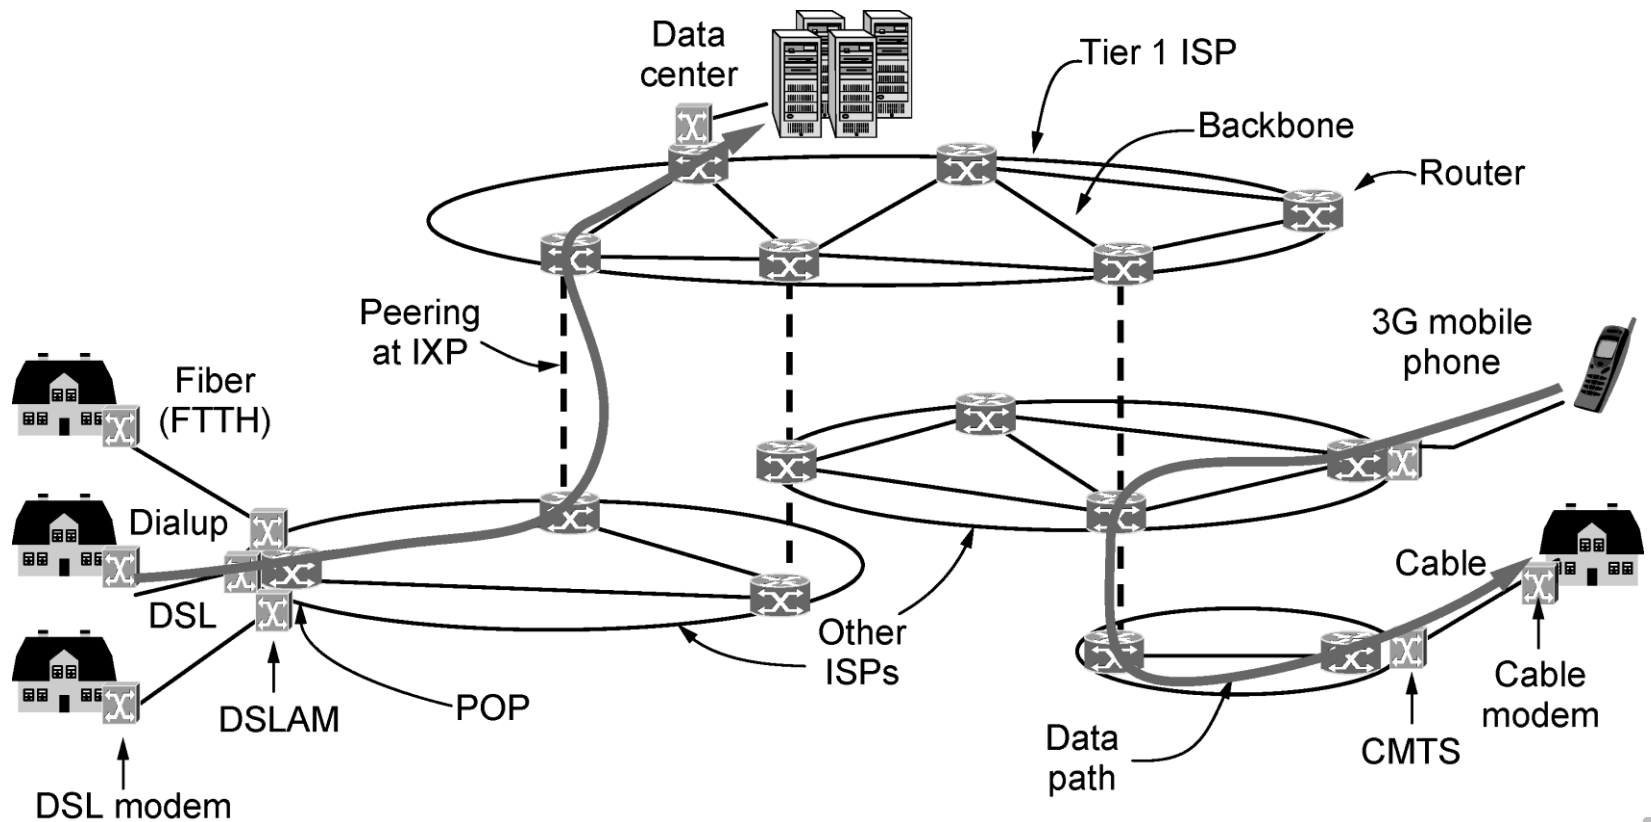 Data
center
Tier 1 ISP
Backbone
Router
Peering
at IXP
3G mobile
phone
Fiber
(FTTH)
Dialup
DSL
Cable
Other
ISPs
POP
DSLAM
DSL modem
Data
path
CMTS
Cable
modem